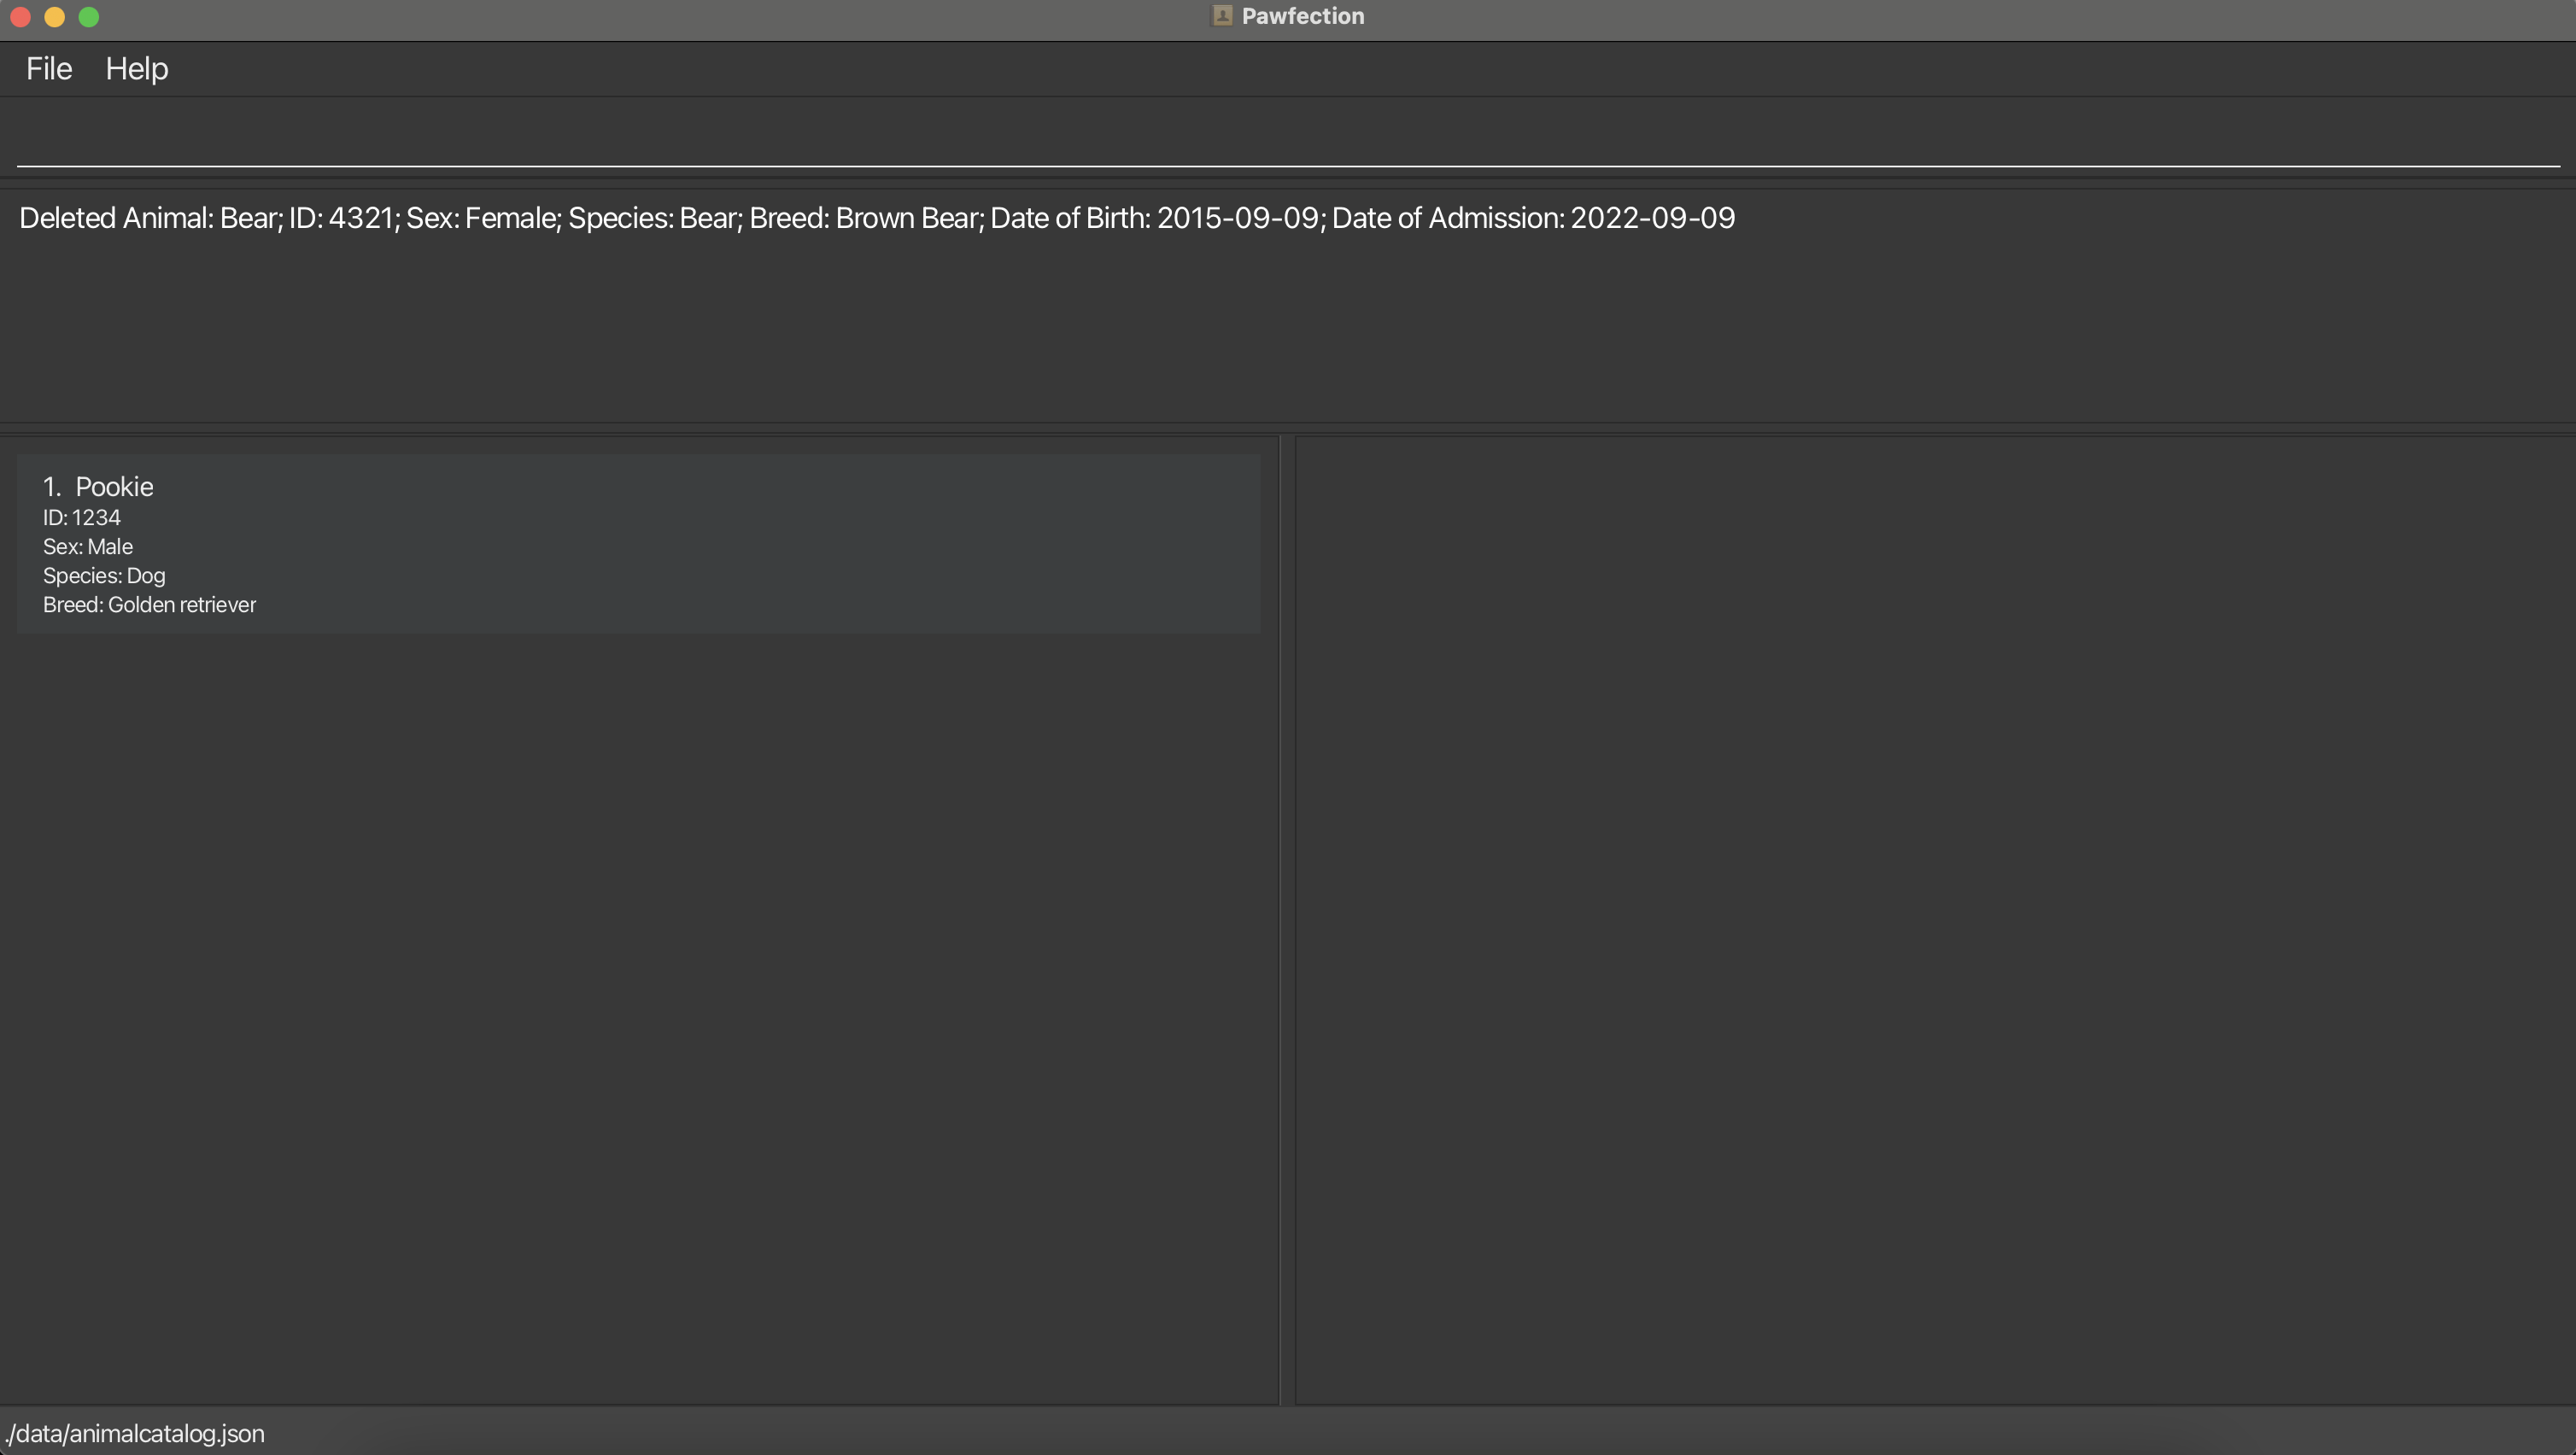 Pawfection
File Help
Deleted Animal: Bear; ID: 4321; Sex: Female; Species: Bear; Breed: Brown Bear; Date of Birth: 2015-09-09; Date of Admission: 2022-09-09
1. Pookie
ID: 1234
Sex: Male
Species: Dog
Breed: Golden retriever
./data/animalcatalog.json